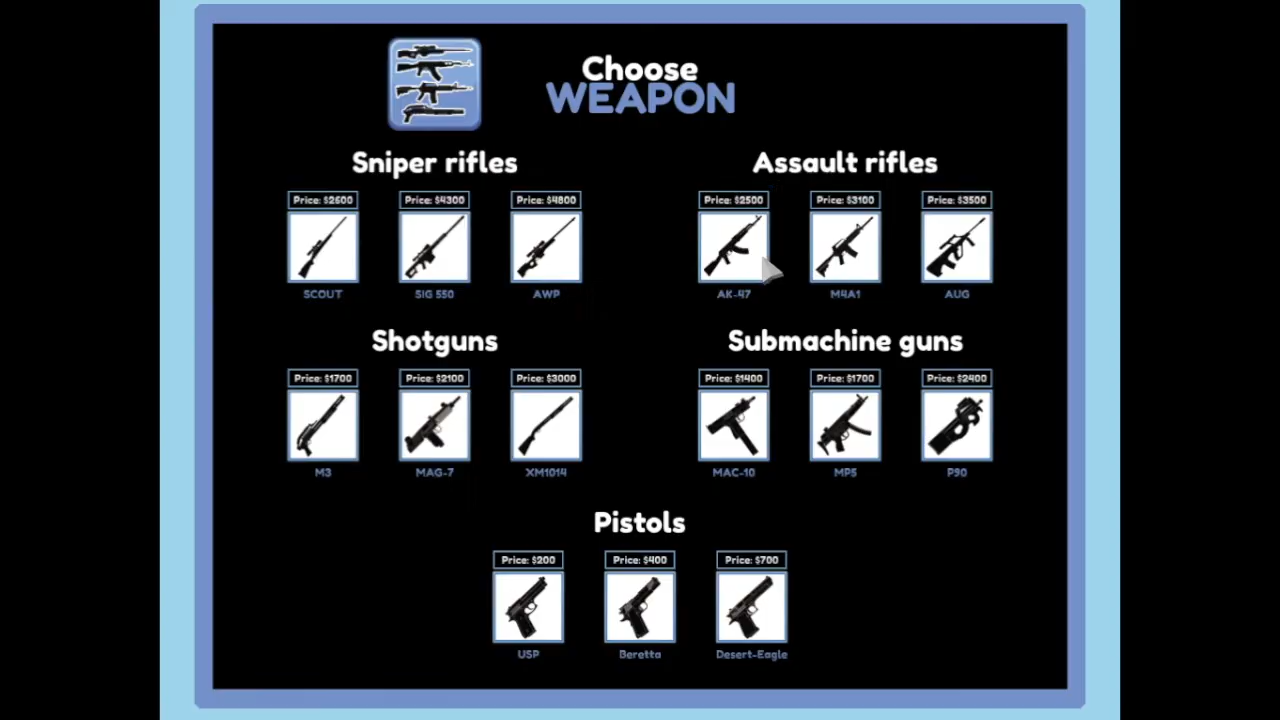 Choose
WEAPON
Sniper rifles
Price: $2600 Price: $4300 Price: $4800
SCOUT SIG 550 AWP
Assault rifles
Price: $2500 Price: $3100 Price: $3500
AK-47 M4A1 AUG
Shotguns
Price: $1700 Price: $2100 Price: $3000
M3 MAG-7 XM1014
Submachine guns
Price: $1400 Price: $1700 Price: $2400
MAC-10 MP5 P90
Pistols
Price: $200 Price: $400 Price: $700
USP Beretta Desert-Eagle